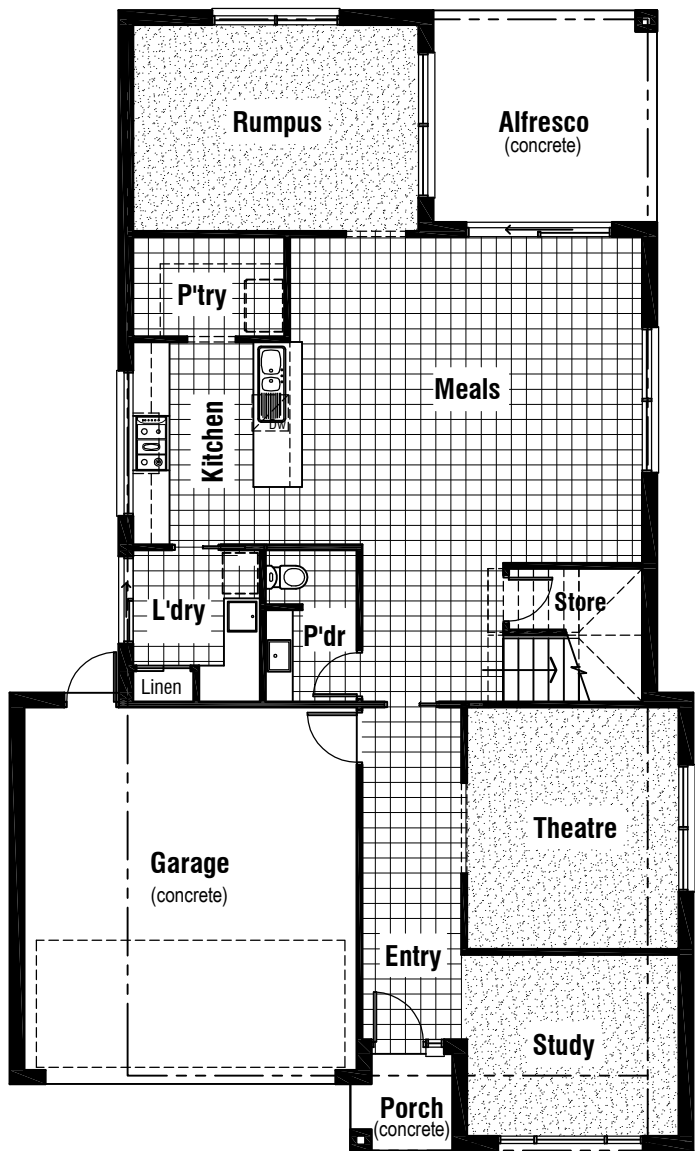 Rumpus
Alfresco
(concrete)
P'try
Meals
Kitchen
DW
L'dry
P'dr
Store
Linen
Garage
(concrete)
Theatre
Entry
Study
Porch
(concrete)